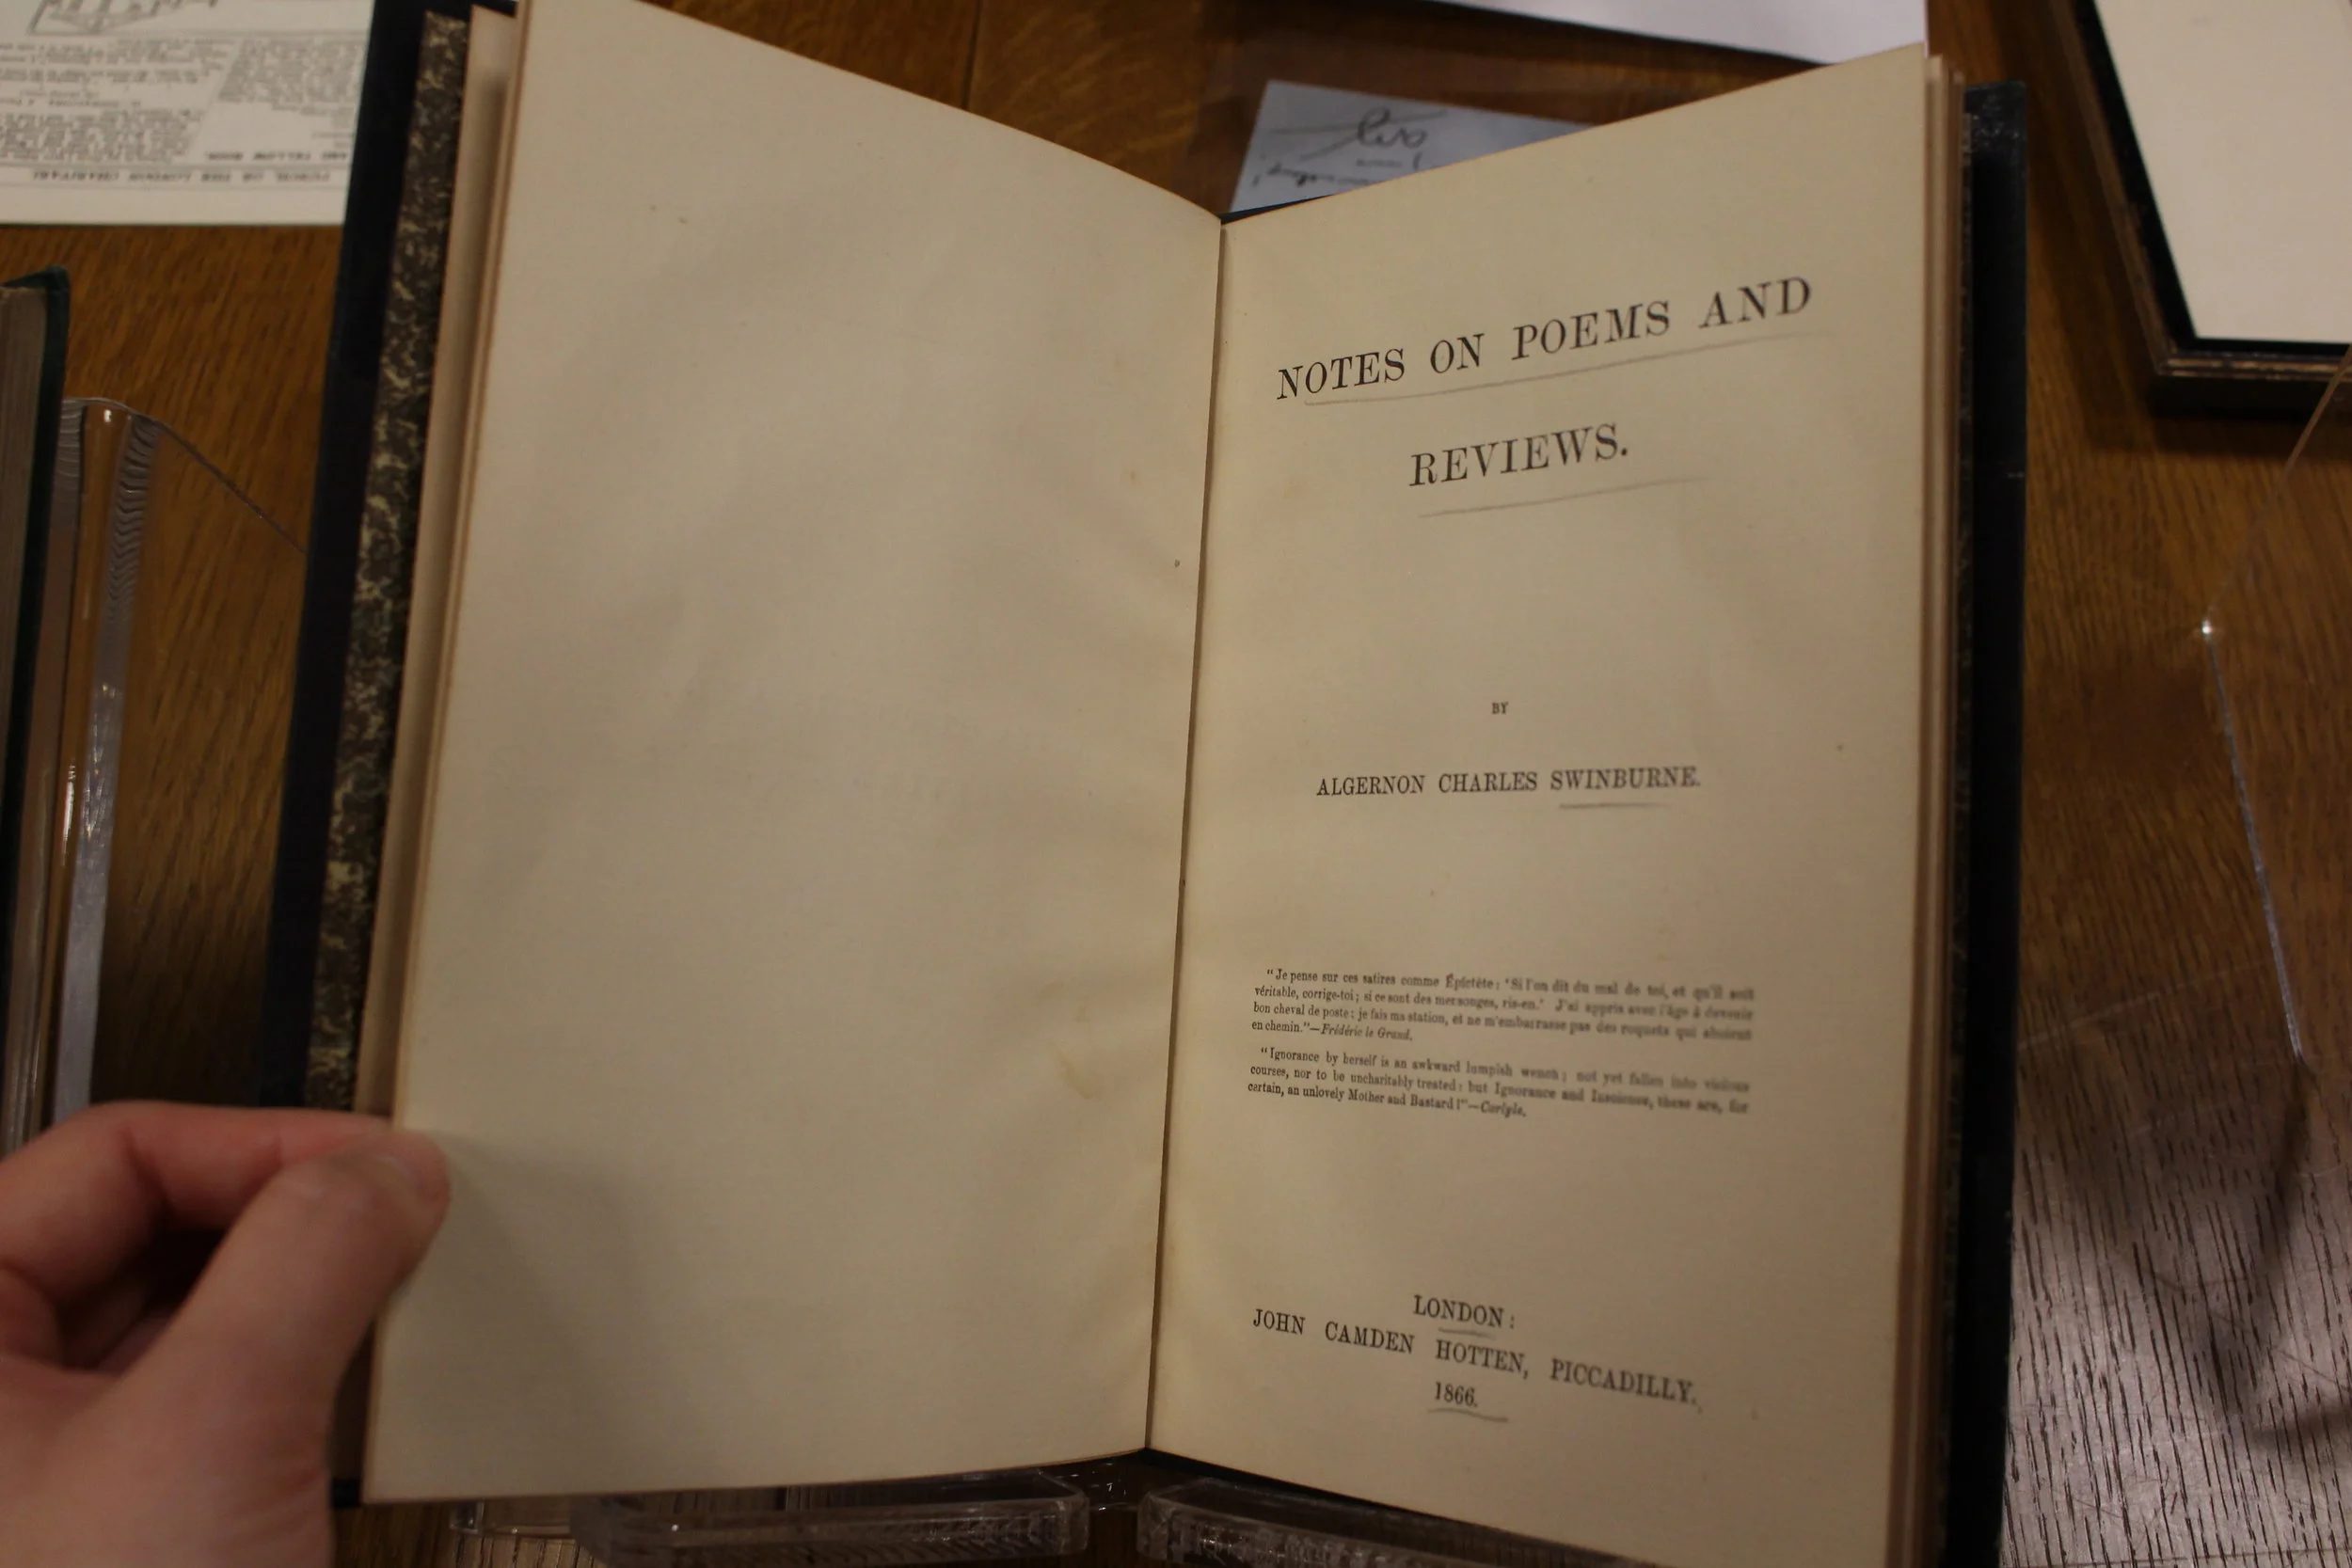 NOTES ON POEMS AND
REVIEWS.
BY
ALGERNON CHARLES SWINBURNE.
"Je pense sur ces satires comme Épictète: 'Si l'on dit du mal de toi, et qu'il soit
véritable, corrige-toi; si ce sont des mensonges, ris-en.' J'ai appris avec l'âge à devenir
bon cheval de poste; je fais ma station, et ne m'embarrasse pas des roquets qui aboient
en chemin."—Frédéric le Grand.
"Ignorance by herself is an awkward lumpish wench; not yet fallen into vicious
courses, nor to be uncharitably treated: but Ignorance and Insolence, these are, for
certain, an unlovely Mother and Bastard!"—Carlyle.
LONDON:
JOHN CAMDEN HOTTEN, PICCADILLY.
1866.